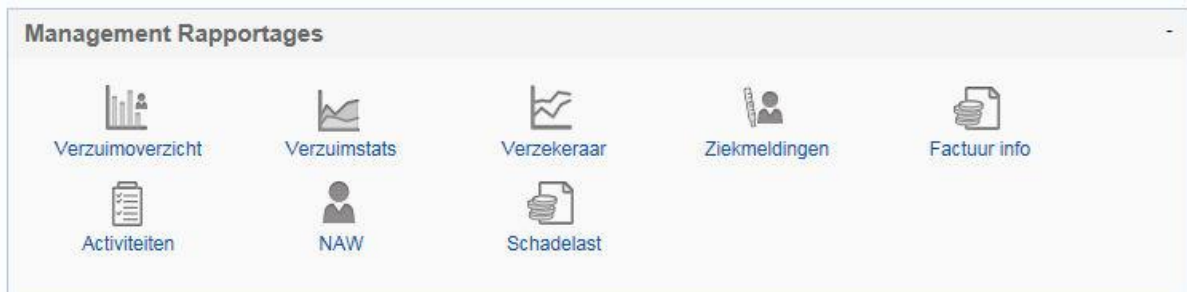 Management Rapportages -
Verzuimoverzicht Verzuimstats Verzekeraar Ziekmeldingen Factuur info
Activiteiten NAW Schadelast